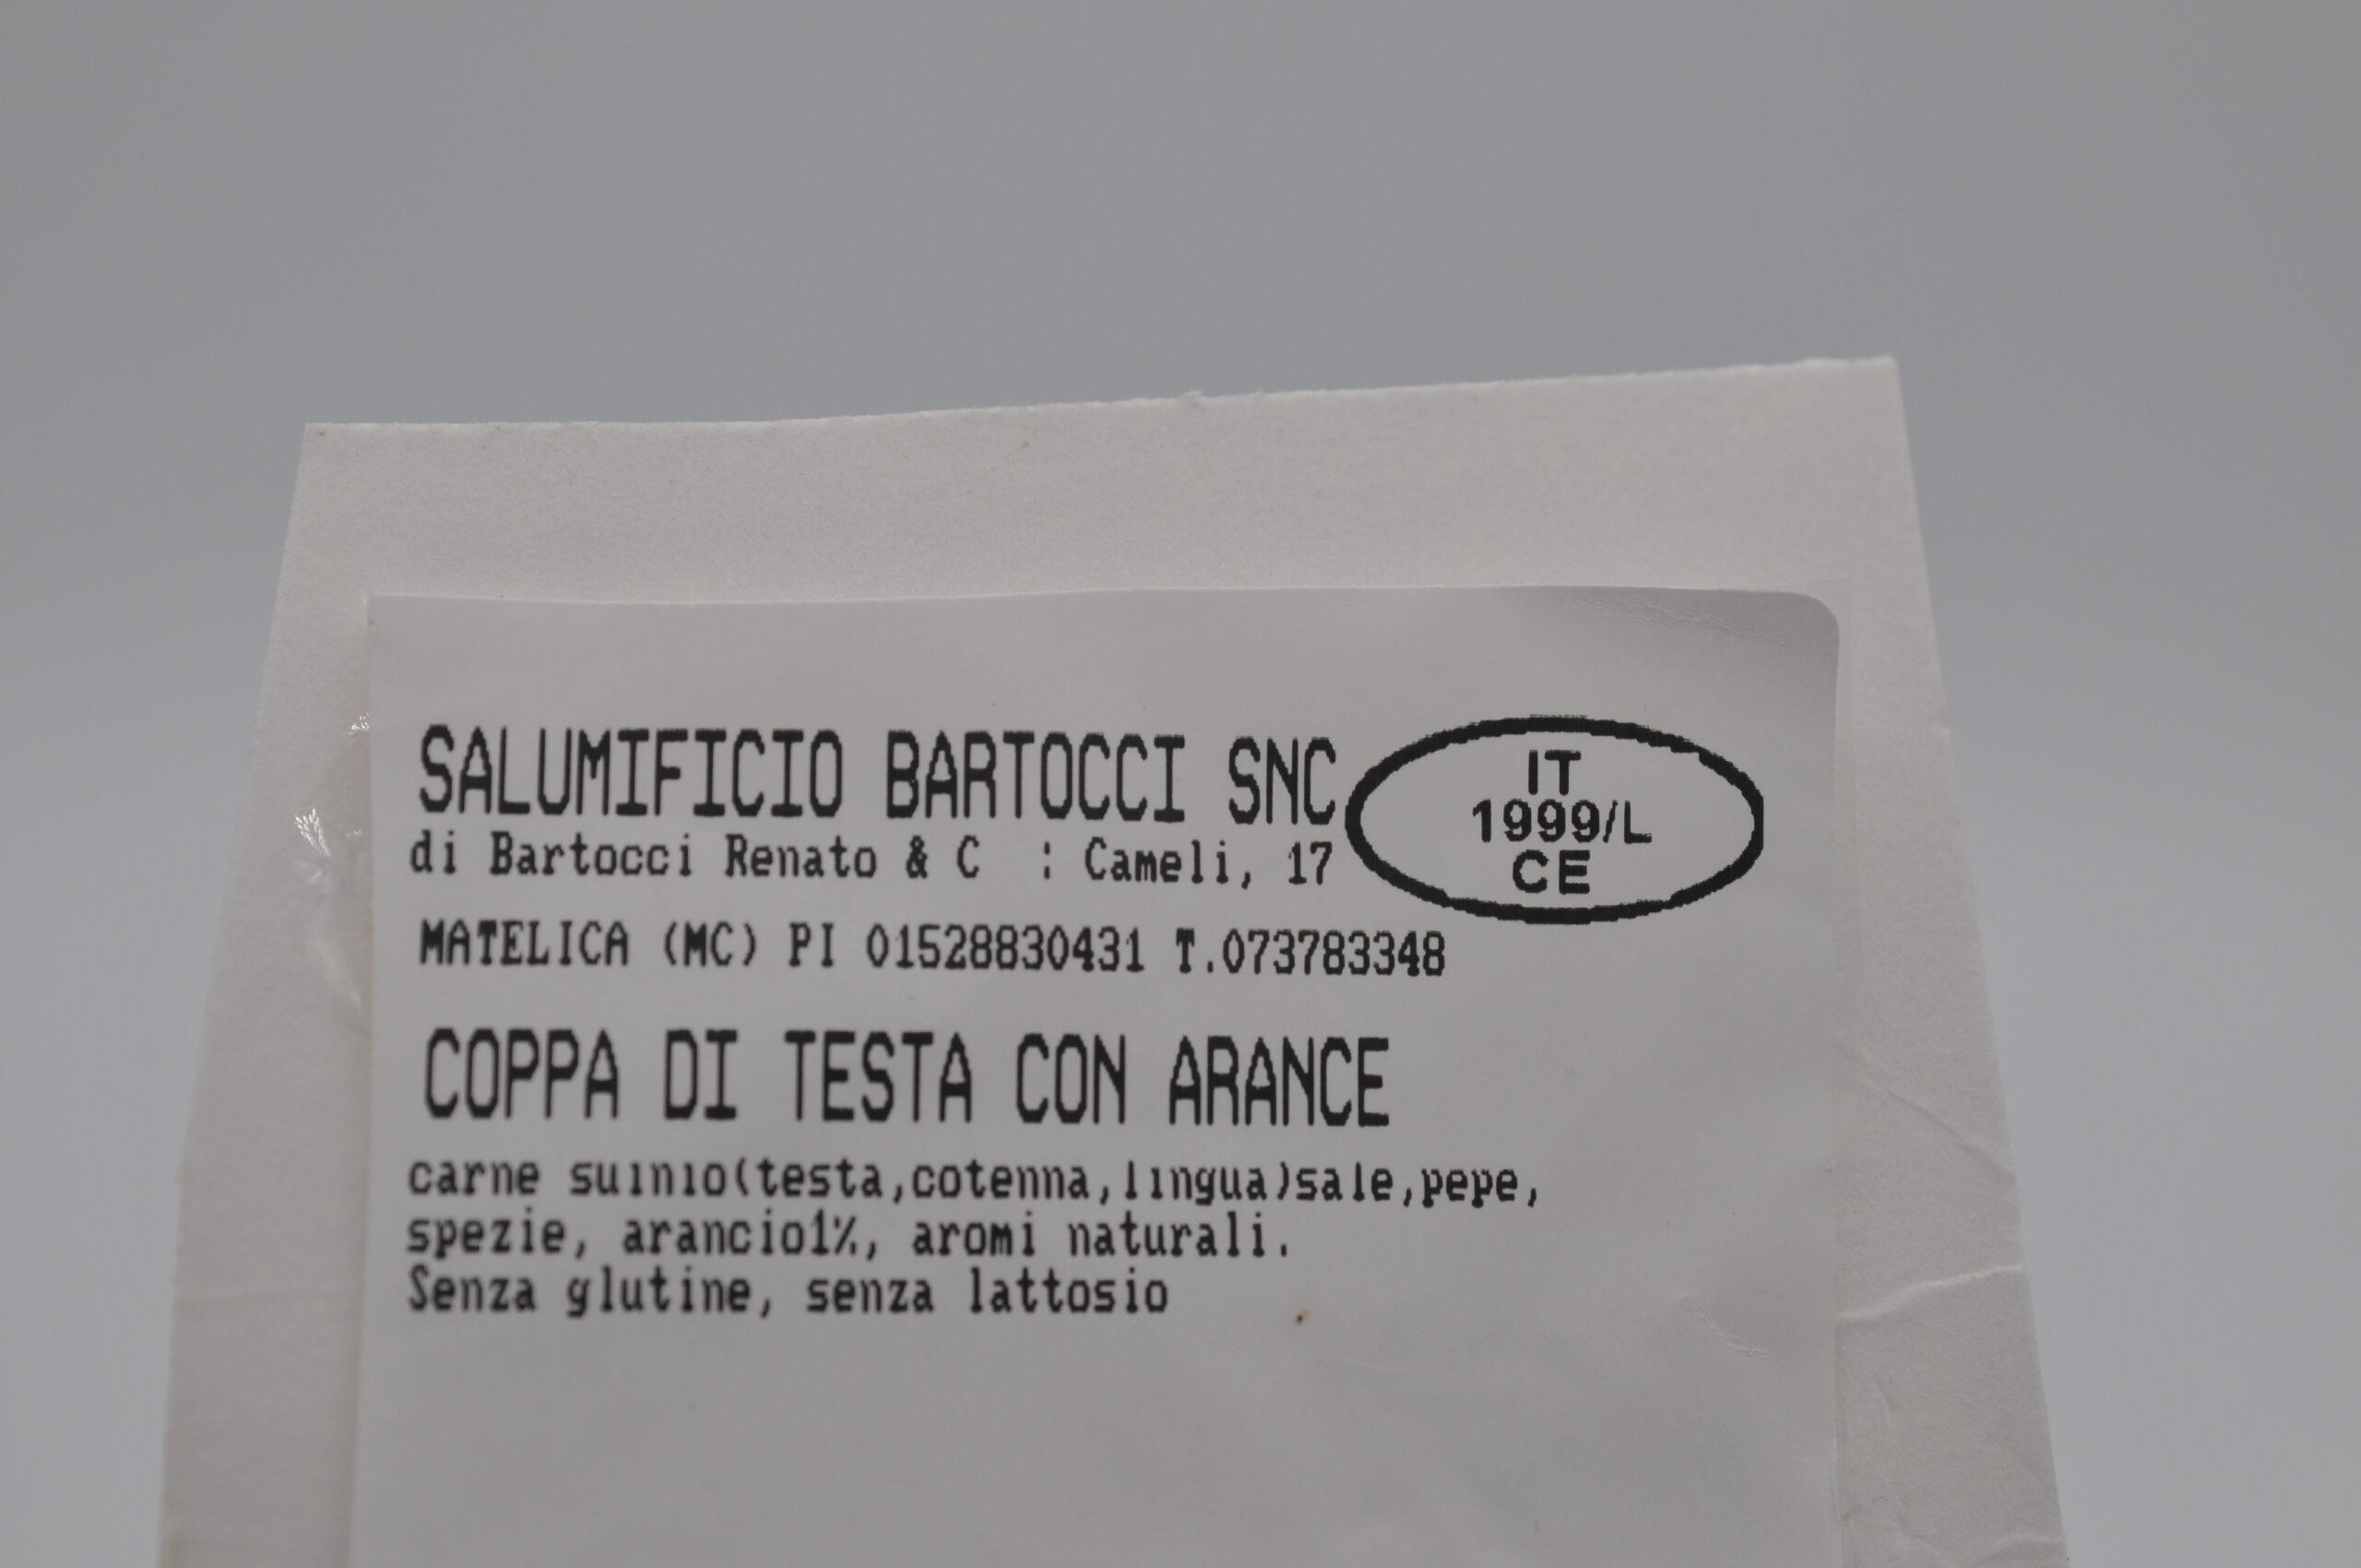 SALUMIFICIO BARTOCCI SNC
di Bartocci Renato & C : Cameli, 17
IT
1999/L
CE
MATELICA (MC) PI 01528830431 T.073783348
COPPA DI TESTA CON ARANCE
carne suinio(testa,cotenna,lingua)sale,pepe,
spezie, arancio1%, aromi naturali.
Senza glutine, senza lattosio